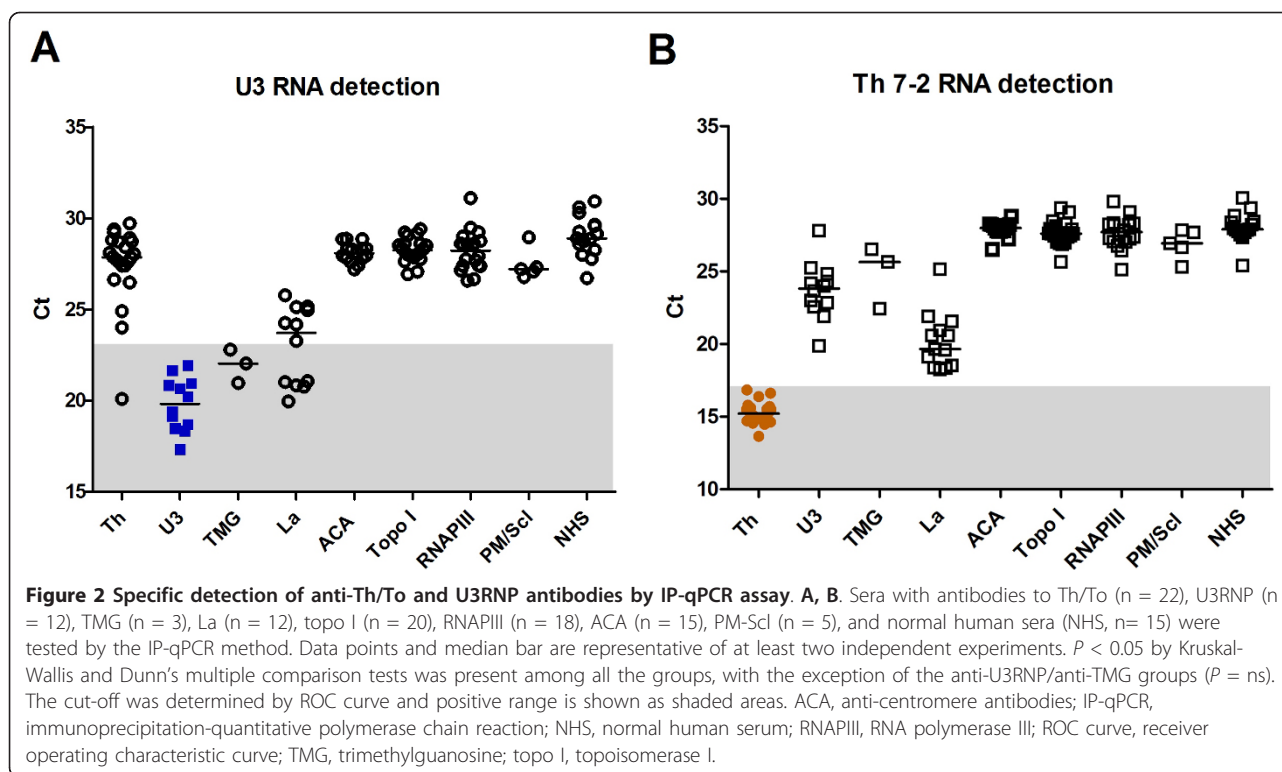 A
U3 RNA detection
35
30
25
20
15
Ct
Th
U3
TMG
La
ACA
Topo I
RNAPIII
PM/Scl
NHS
B
Th 7-2 RNA detection
35
30
25
20
15
10
Ct
Th
U3
TMG
La
ACA
Topo I
RNAPIII
PM/Scl
NHS
Figure 2 Specific detection of anti-Th/To and U3RNP antibodies by IP-qPCR assay. A, B. Sera with antibodies to Th/To (n = 22), U3RNP (n
= 12), TMG (n = 3), La (n = 12), topo I (n = 20), RNAPIII (n = 18), ACA (n = 15), PM-Scl (n = 5), and normal human sera (NHS, n= 15) were
tested by the IP-qPCR method. Data points and median bar are representative of at least two independent experiments. P < 0.05 by Kruskal-
Wallis and Dunn's multiple comparison tests was present among all the groups, with the exception of the anti-U3RNP/anti-TMG groups (P = ns).
The cut-off was determined by ROC curve and positive range is shown as shaded areas. ACA, anti-centromere antibodies; IP-qPCR,
immunoprecipitation-quantitative polymerase chain reaction; NHS, normal human serum; RNAPIII, RNA polymerase III; ROC curve, receiver
operating characteristic curve; TMG, trimethylguanosine; topo I, topoisomerase I.